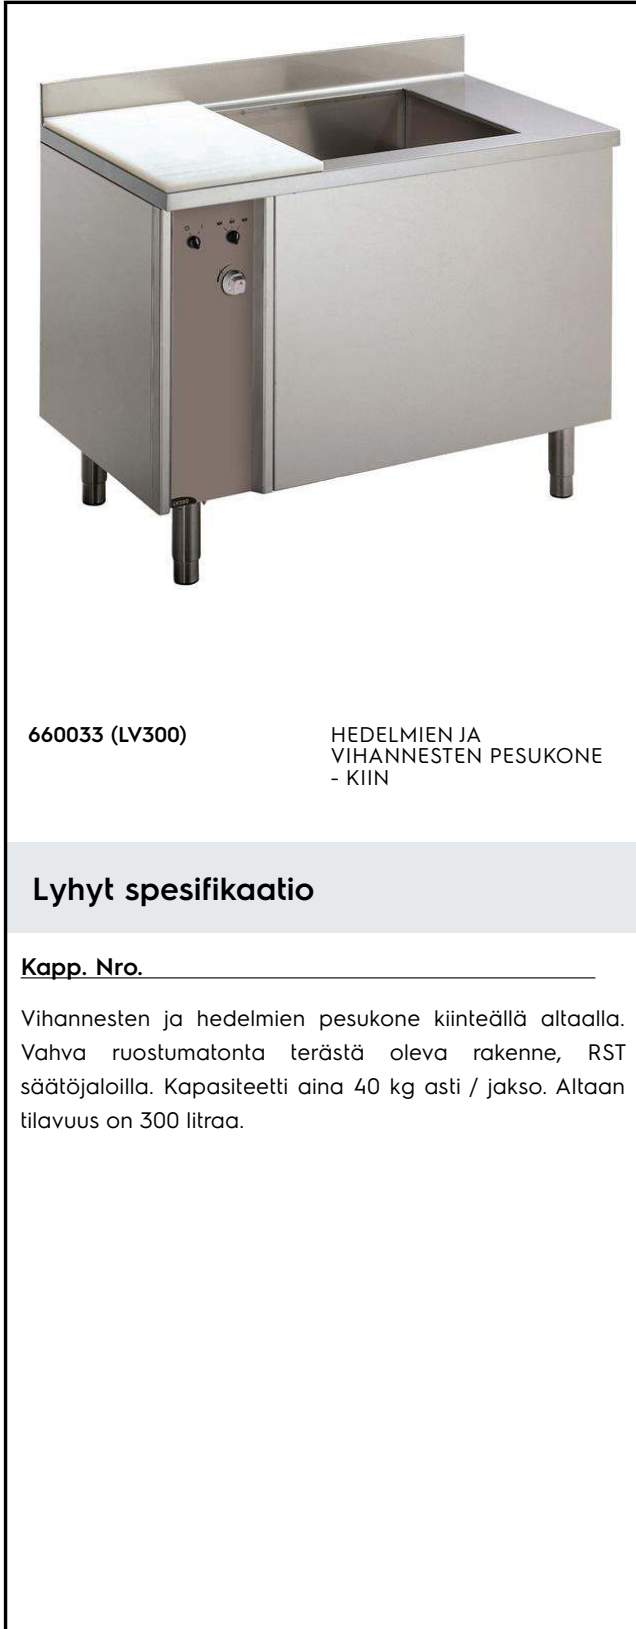 660033 (LV300)
HEDELMIEN JA
VIHANNESTEN PESUKONE
- KIIN
Lyhyt spesifikaatio
Kapp. Nro.
Vihannesten ja hedelmien pesukone kiinteällä altaalla.
Vahva ruostumatonta terästä oleva rakenne, RST
säätöjaloilla. Kapasiteetti aina 40 kg asti / jakso. Altaan
tilavuus on 300 litraa.